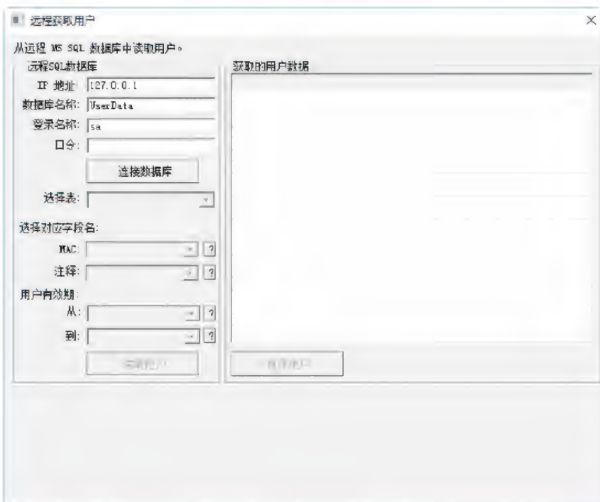 远程获取用户
从远程 MS SQL 数据库中读取用户。
远程SQL数据库
IP 地址: 127.0.0.1
数据库名称: UserData
登录名称: sa
口令:
连接数据库
选择表:
选择对应字段名:
MAC: ?
注释: ?
用户有效期:
从: ?
到: ?
获取的用户数据